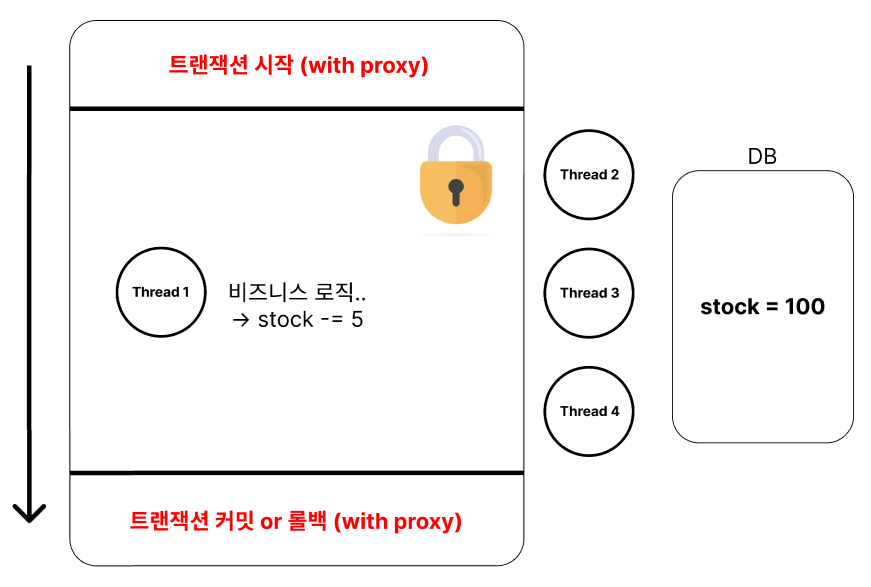 트랜잭션 시작 (with proxy)
Thread 1
비즈니스 로직..
→ stock -= 5
Thread 2
Thread 3
Thread 4
DB
stock = 100
트랜잭션 커밋 or 롤백 (with proxy)